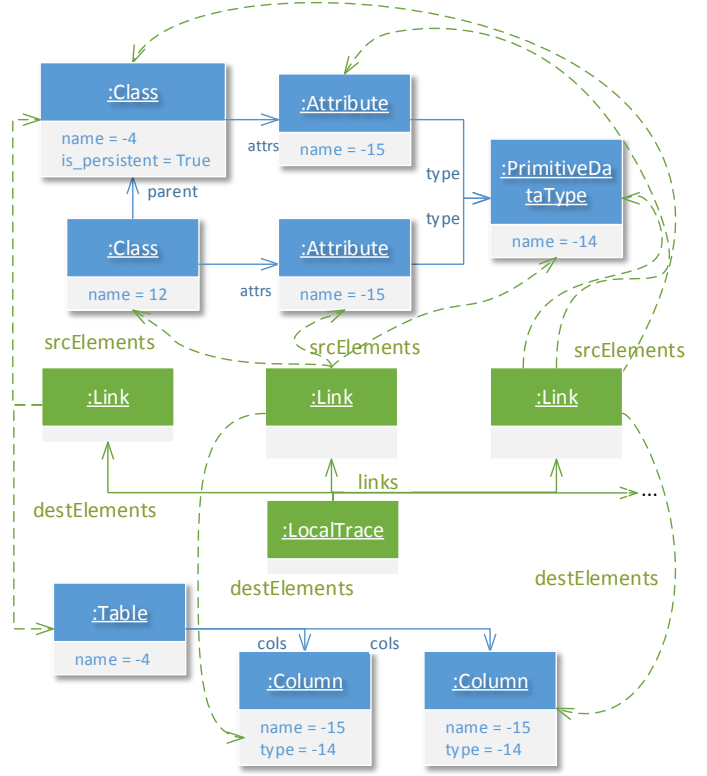 :Class
name = -4
is_persistent = True
attrs
:Attribute
name = -15
type
:PrimitiveDa
taType
name = -14
parent
:Class
name = 12
attrs
:Attribute
name = -15
type
srcElements
srcElements
srcElements
:Link
:Link
:Link
links
...
destElements
:LocalTrace
destElements
destElements
:Table
name = -4
cols
cols
:Column
name = -15
type = -14
:Column
name = -15
type = -14